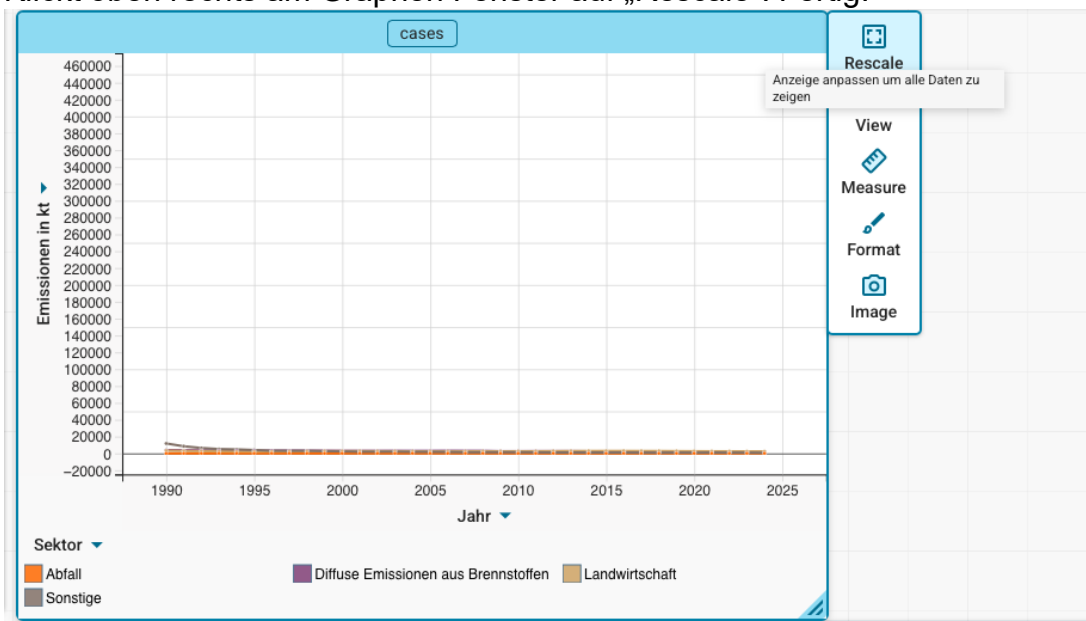 cases
Rescale
Anzeige anpassen um alle Daten zu
zeigen
View
Measure
Format
Image
Emissionen in kt
460000
440000
420000
400000
380000
360000
340000
320000
300000
280000
260000
240000
220000
200000
180000
160000
140000
120000
100000
80000
60000
40000
20000
0
−20000
1990 1995 2000 2005 2010 2015 2020 2025
Jahr
Sektor
Abfall Diffuse Emissionen aus Brennstoffen Landwirtschaft
Sonstige